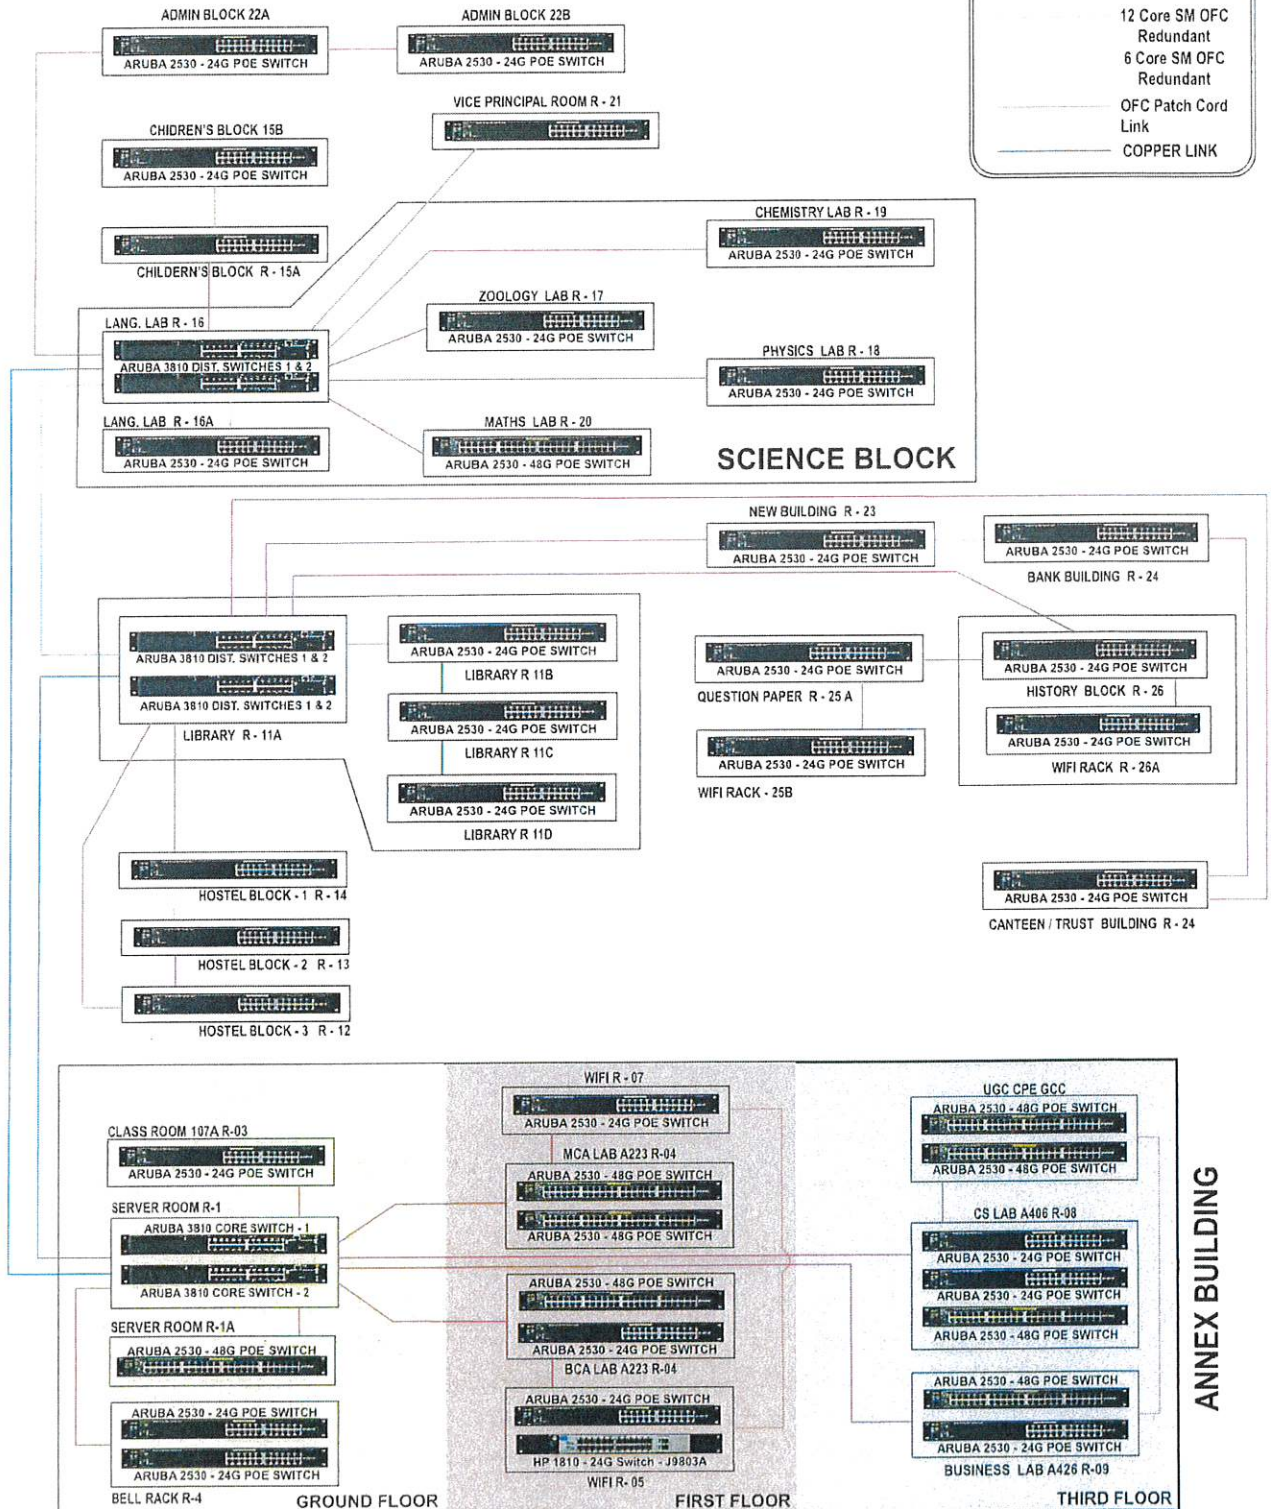 12 Core SM OFC
Redundant
6 Core SM OFC
Redundant
OFC Patch Cord
Link
COPPER LINK
ADMIN BLOCK 22A
ARUBA 2530 - 24G POE SWITCH
ADMIN BLOCK 22B
ARUBA 2530 - 24G POE SWITCH
VICE PRINCIPAL ROOM R - 21
CHIDREN'S BLOCK 15B
ARUBA 2530 - 24G POE SWITCH
CHILDERN'S BLOCK R - 15A
CHEMISTRY LAB R - 19
ARUBA 2530 - 24G POE SWITCH
ZOOLOGY LAB R - 17
ARUBA 2530 - 24G POE SWITCH
LANG. LAB R - 16
ARUBA 3810 DIST. SWITCHES 1 & 2
PHYSICS LAB R - 18
ARUBA 2530 - 24G POE SWITCH
LANG. LAB R - 16A
ARUBA 2530 - 24G POE SWITCH
MATHS LAB R - 20
ARUBA 2530 - 48G POE SWITCH
SCIENCE BLOCK
NEW BUILDING R - 23
ARUBA 2530 - 24G POE SWITCH
ARUBA 2530 - 24G POE SWITCH
BANK BUILDING R - 24
ARUBA 3810 DIST. SWITCHES 1 & 2
ARUBA 3810 DIST. SWITCHES 1 & 2
LIBRARY R - 11A
ARUBA 2530 - 24G POE SWITCH
LIBRARY R 11B
ARUBA 2530 - 24G POE SWITCH
LIBRARY R 11C
ARUBA 2530 - 24G POE SWITCH
LIBRARY R 11D
ARUBA 2530 - 24G POE SWITCH
QUESTION PAPER R - 25 A
ARUBA 2530 - 24G POE SWITCH
WIFI RACK - 25B
ARUBA 2530 - 24G POE SWITCH
HISTORY BLOCK R - 26
ARUBA 2530 - 24G POE SWITCH
WIFI RACK R - 26A
HOSTEL BLOCK - 1 R - 14
HOSTEL BLOCK - 2 R - 13
HOSTEL BLOCK - 3 R - 12
ARUBA 2530 - 24G POE SWITCH
CANTEEN / TRUST BUILDING R - 24
CLASS ROOM 107A R-03
ARUBA 2530 - 24G POE SWITCH
SERVER ROOM R-1
ARUBA 3810 CORE SWITCH - 1
ARUBA 3810 CORE SWITCH - 2
SERVER ROOM R-1A
ARUBA 2530 - 48G POE SWITCH
ARUBA 2530 - 24G POE SWITCH
ARUBA 2530 - 24G POE SWITCH
BELL RACK R-4
GROUND FLOOR
WIFI R - 07
ARUBA 2530 - 24G POE SWITCH
MCA LAB A223 R-04
ARUBA 2530 - 48G POE SWITCH
ARUBA 2530 - 48G POE SWITCH
ARUBA 2530 - 48G POE SWITCH
ARUBA 2530 - 24G POE SWITCH
BCA LAB A223 R-04
ARUBA 2530 - 24G POE SWITCH
HP 1810 - 24G Switch - J9803A
WIFI R- 05
FIRST FLOOR
UGC CPE GCC
ARUBA 2530 - 48G POE SWITCH
ARUBA 2530 - 48G POE SWITCH
CS LAB A406 R-08
ARUBA 2530 - 24G POE SWITCH
ARUBA 2530 - 24G POE SWITCH
ARUBA 2530 - 48G POE SWITCH
ARUBA 2530 - 48G POE SWITCH
ARUBA 2530 - 24G POE SWITCH
BUSINESS LAB A426 R-09
THIRD FLOOR
ANNEX BUILDING